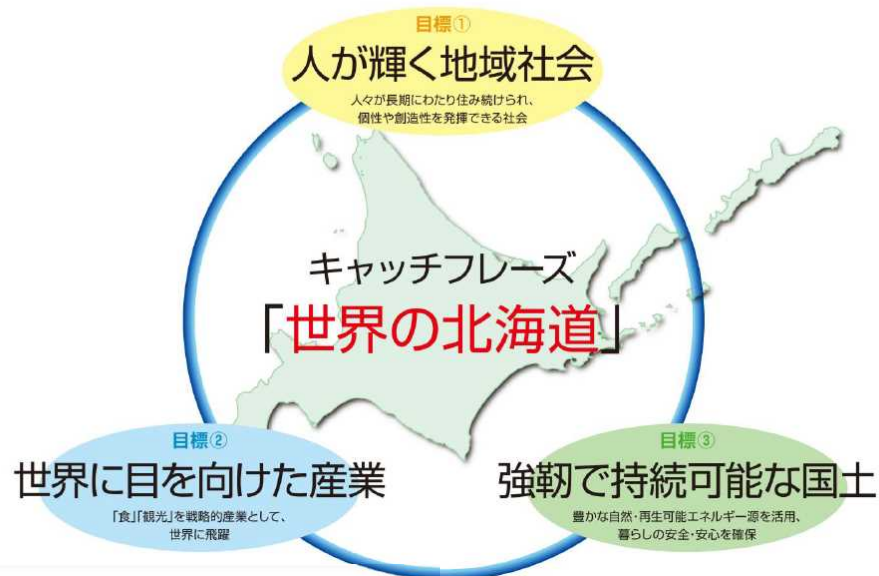 目標①
人が輝く地域社会
人々が長期にわたり住み続けられ、
個性や創造性を発揮できる社会
キャッチフレーズ
「世界の北海道」
目標②
世界に目を向けた産業
「食」「観光」を戦略的産業として、
世界に飛躍
目標③
強靭で持続可能な国土
豊かな自然・再生可能エネルギー源を活用、
暮らしの安全・安心を確保